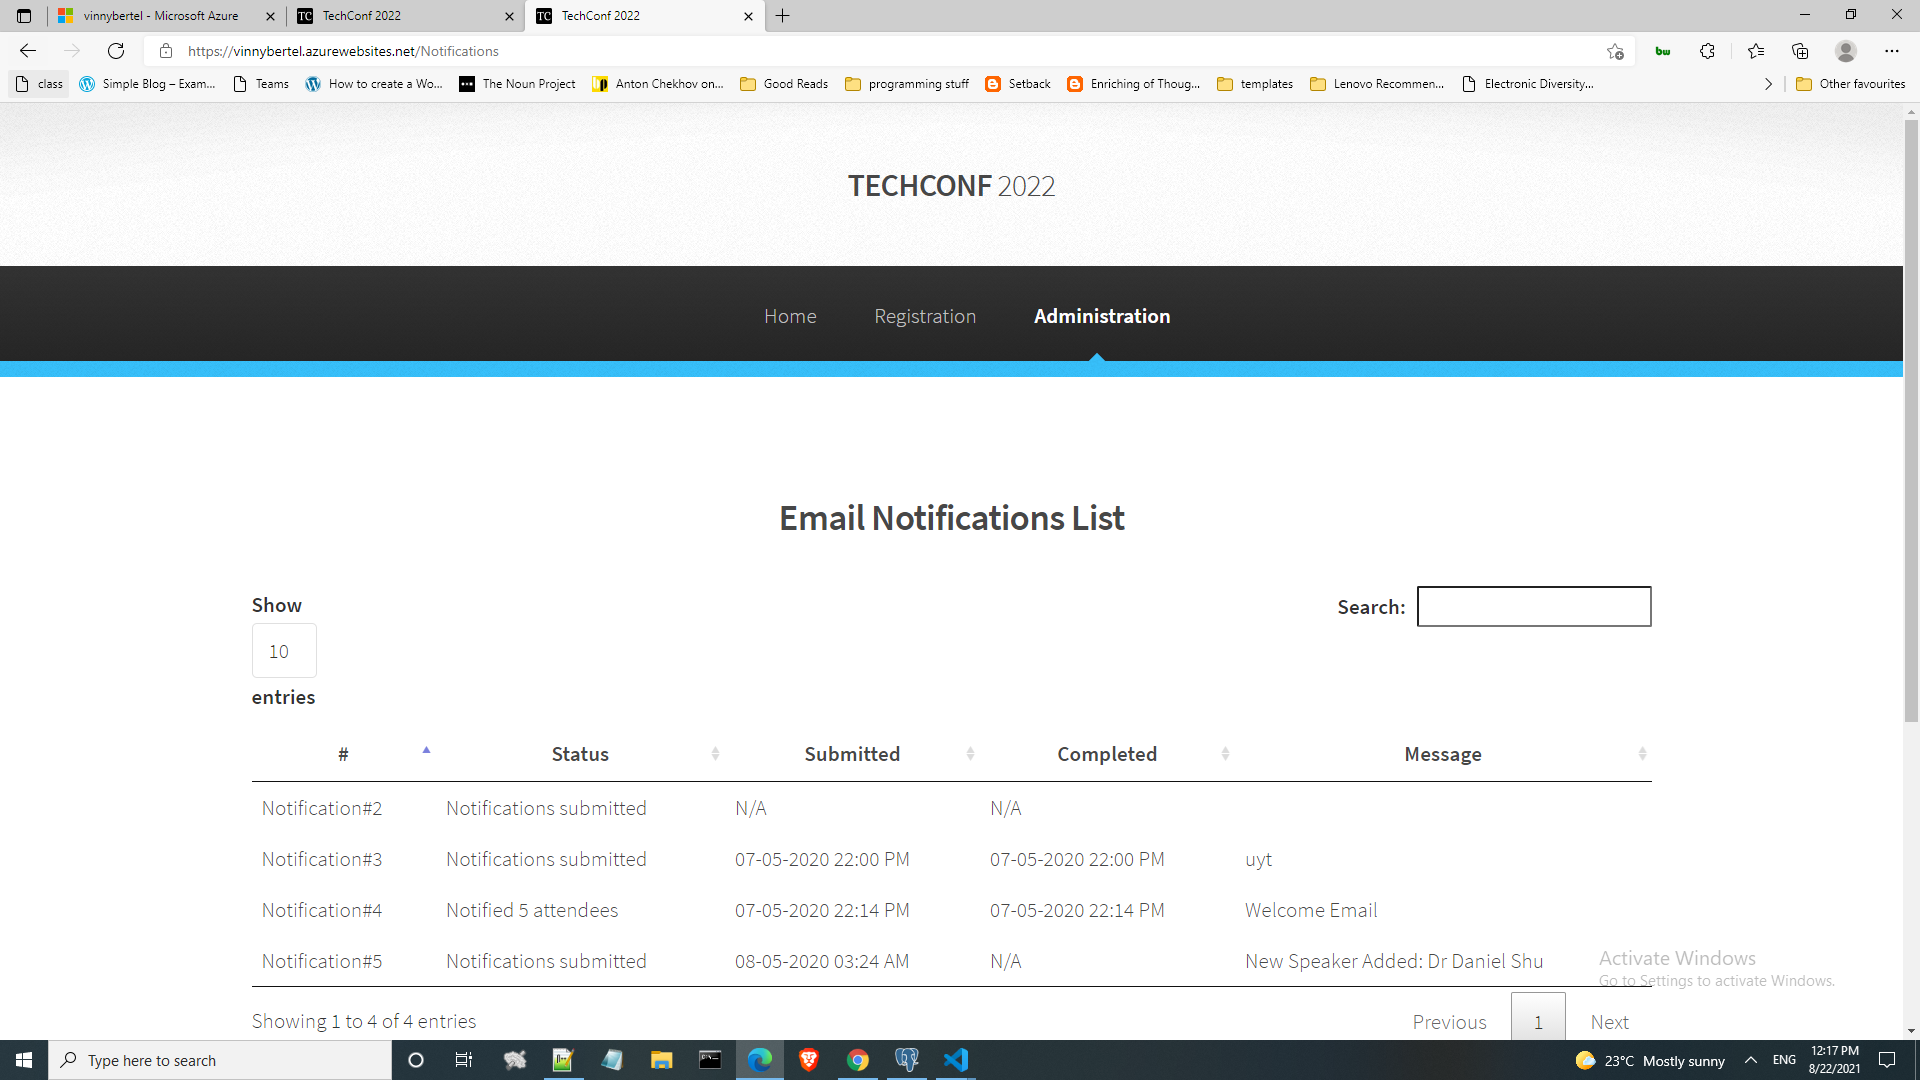 vinnybertel - Microsoft Azure
TechConf 2022
TechConf 2022
https://vinnybertel.azurewebsites.net/Notifications
bw
class
Simple Blog – Exam...
Teams
How to create a Wo...
The Noun Project
Anton Chekhov on...
Good Reads
programming stuff
Setback
Enriching of Thoug...
templates
Lenovo Recommen...
Electronic Diversity...
Other favourites
TECHCONF 2022
Home Registration Administration
Email Notifications List
Show
10
entries
Search:
# Status Submitted Completed Message
Notification#2 Notifications submitted N/A N/A
Notification#3 Notifications submitted 07-05-2020 22:00 PM 07-05-2020 22:00 PM uyt
Notification#4 Notified 5 attendees 07-05-2020 22:14 PM 07-05-2020 22:14 PM Welcome Email
Notification#5 Notifications submitted 08-05-2020 03:24 AM N/A New Speaker Added: Dr Daniel Shu
Activate Windows
Go to Settings to activate Windows.
Showing 1 to 4 of 4 entries
Previous 1 Next
Type here to search
23°C Mostly sunny
ENG
12:17 PM
8/22/2021